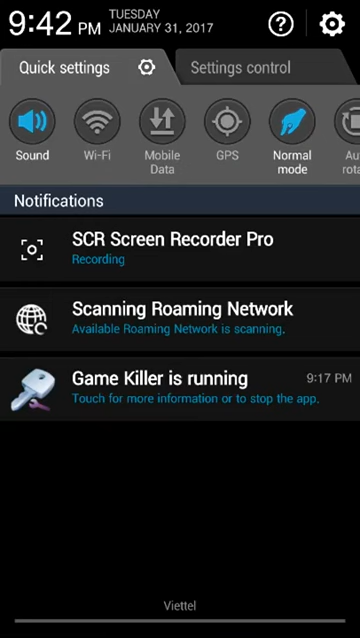 9:42 PM TUESDAY
JANUARY 31, 2017
Quick settings
Settings control
Sound
Wi-Fi
Mobile
Data
GPS
Normal
mode
Au
rota
Notifications
SCR Screen Recorder Pro
Recording
Scanning Roaming Network
Available Roaming Network is scanning.
Game Killer is running 9:17 PM
Touch for more information or to stop the app.
Viettel